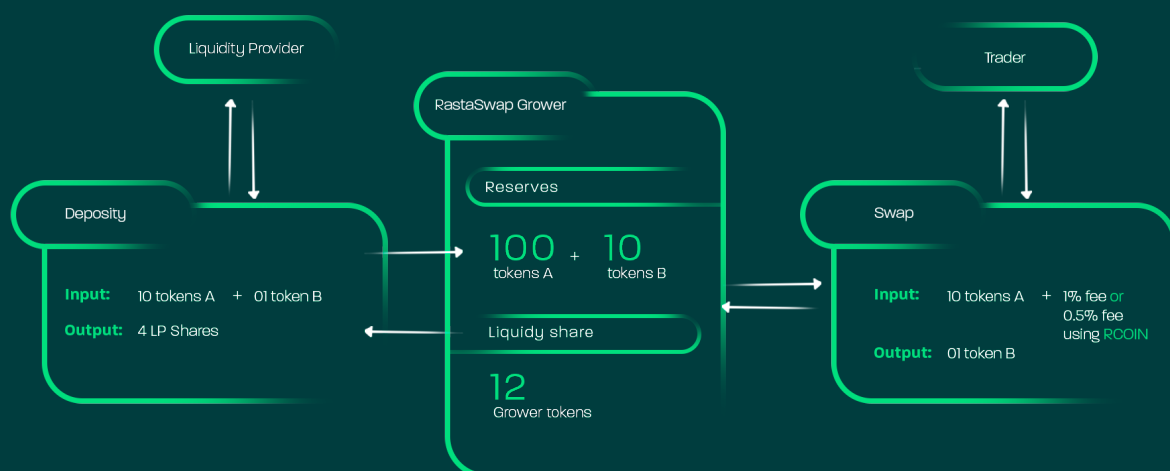 Liquidity Provider
Trader
RastaSwap Grower
Reserves
100 + 10
tokens A tokens B
Liquidy share
12
Grower tokens
Deposity
Input: 10 tokens A + 01 token B
Output: 4 LP Shares
Swap
Input: 10 tokens A + 1% fee or
0.5% fee
using RCOIN
Output: 01 token B